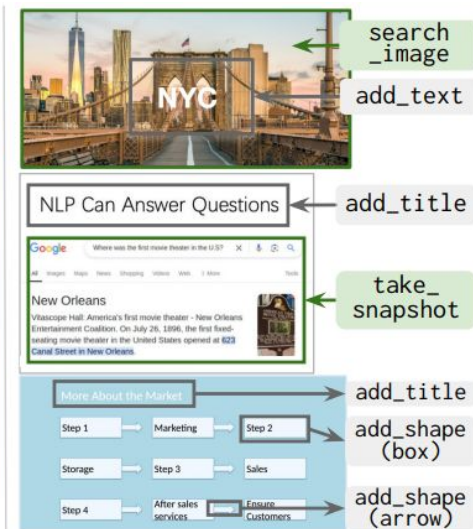 search
_image
NYC
add_text
NLP Can Answer Questions
add_title
Google
Where was the first movie theater in the U.S?
All Images Maps News Shopping Videos Web More Tools
New Orleans
Vitascope Hall: America's first movie theater - New Orleans
Entertainment Coalition. On July 26, 1896, the first fixed-
seating movie theater in the United States opened at 623
Canal Street in New Orleans.
take_
snapshot
More About the Market
add_title
Step 1
Marketing
Step 2
add_shape
(box)
Storage
Step 3
Sales
Step 4
After sales
services
Ensure
Customers
add_shape
(arrow)